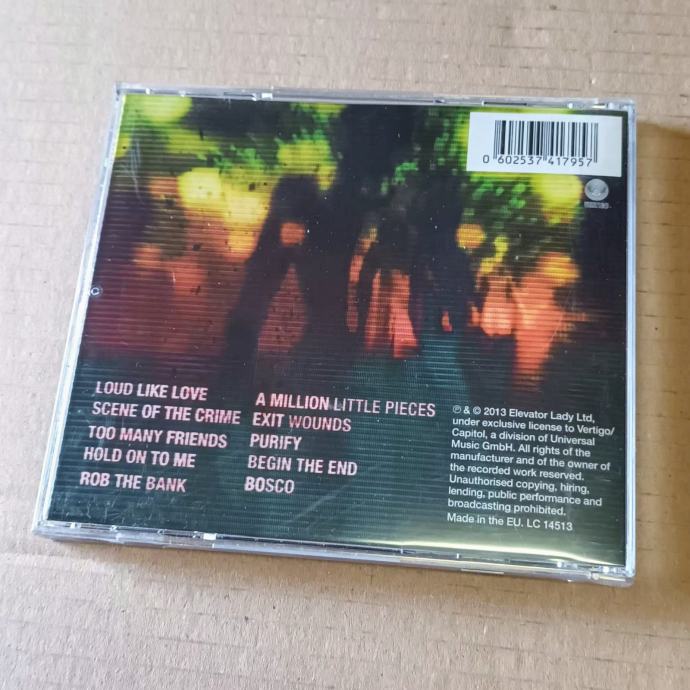 0 602537 417957
LOUD LIKE LOVE
SCENE OF THE CRIME
TOO MANY FRIENDS
HOLD ON TO ME
ROB THE BANK
A MILLION LITTLE PIECES
EXIT WOUNDS
PURIFY
BEGIN THE END
BOSCO
℗ & © 2013 Elevator Lady Ltd,
under exclusive license to Vertigo/
Capitol, a division of Universal
Music GmbH. All rights of the
manufacturer and of the owner of
the recorded work reserved.
Unauthorised copying, hiring,
lending, public performance and
broadcasting prohibited.
Made in the EU. LC 14513